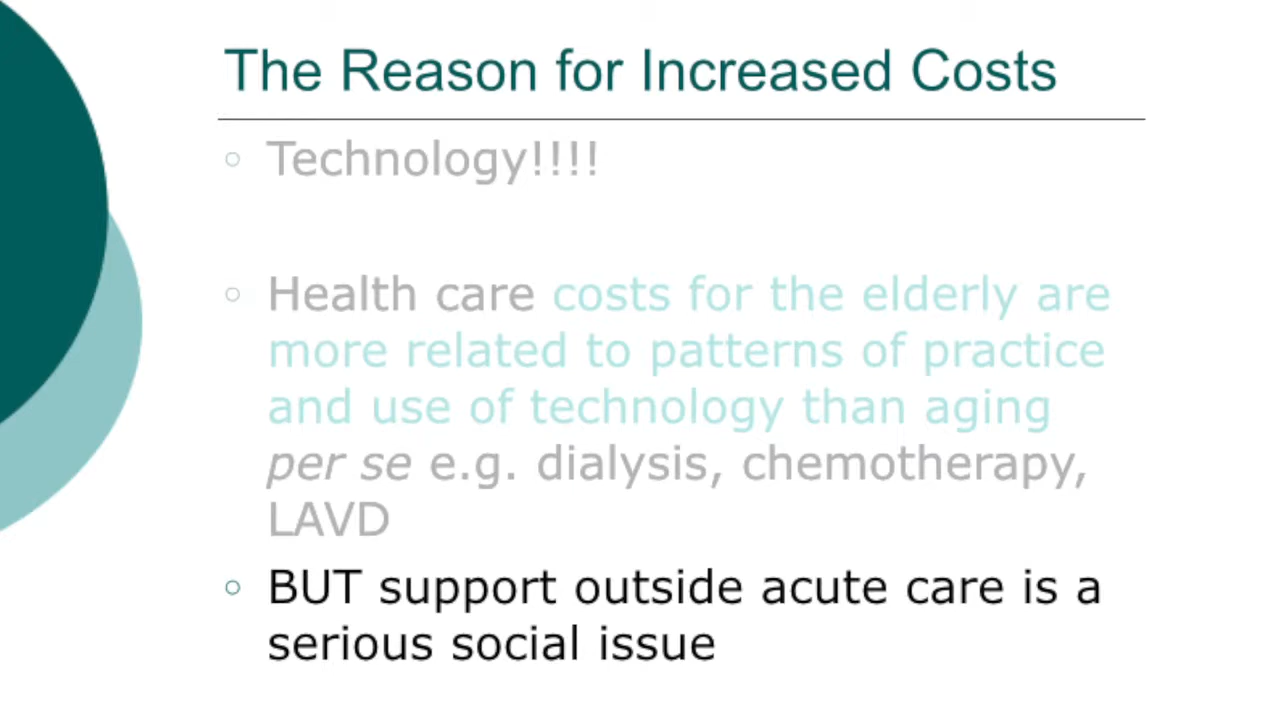 The Reason for Increased Costs
Technology!!!!
Health care costs for the elderly are
more related to patterns of practice
and use of technology than aging
per se e.g. dialysis, chemotherapy,
LAVD
BUT support outside acute care is a
serious social issue